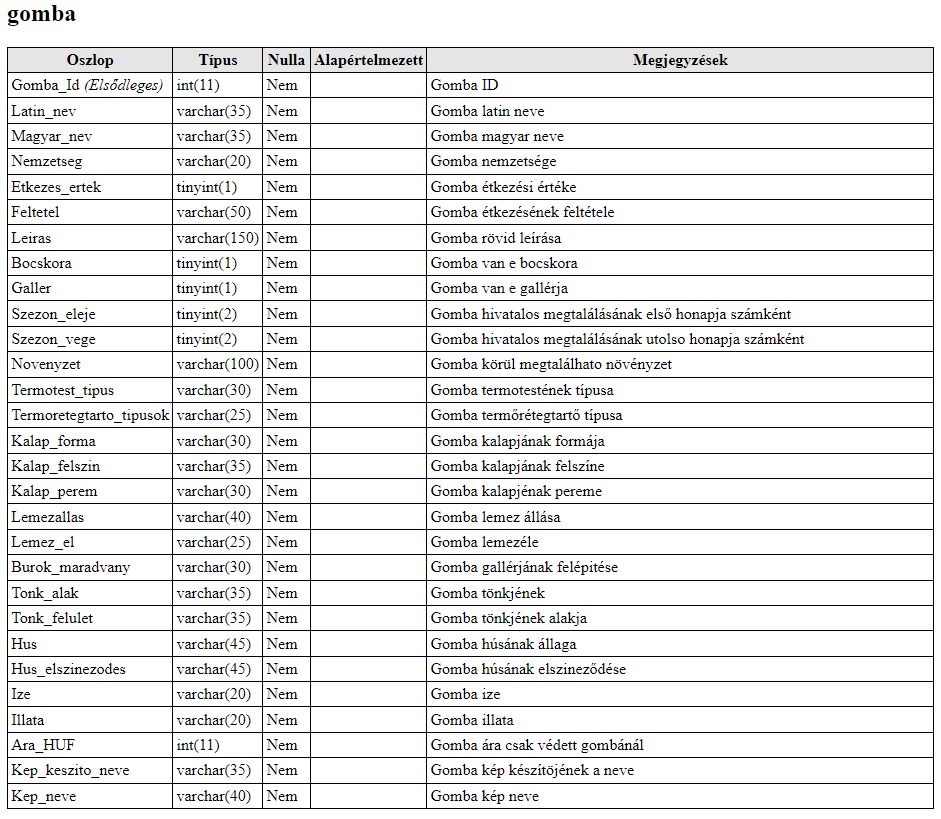 gomba
Oszlop Típus Nulla Alapértelmezett Megjegyzések
Gomba_Id (Elsődleges) int(11) Nem Gomba ID
Latin_nev varchar(35) Nem Gomba latin neve
Magyar_nev varchar(35) Nem Gomba magyar neve
Nemzetseg varchar(20) Nem Gomba nemzetsége
Etkezes_ertek tinyint(1) Nem Gomba étkezési értéke
Feltetel varchar(50) Nem Gomba étkezésének feltétele
Leiras varchar(150) Nem Gomba rövid leírása
Bocskora tinyint(1) Nem Gomba van e bocskora
Galler tinyint(1) Nem Gomba van e gallérja
Szezon_eleje tinyint(2) Nem Gomba hivatalos megtalálásának első honapja számként
Szezon_vege tinyint(2) Nem Gomba hivatalos megtalálásának utolso honapja számként
Novenyzet varchar(100) Nem Gomba körül megtalálhato növényzet
Termotest_tipus varchar(30) Nem Gomba termotestének típusa
Termoretegtarto_tipusok varchar(25) Nem Gomba termőrétegtartő típusa
Kalap_forma varchar(30) Nem Gomba kalapjának formája
Kalap_felszin varchar(35) Nem Gomba kalapjának felszíne
Kalap_perem varchar(30) Nem Gomba kalapjénak pereme
Lemezallas varchar(40) Nem Gomba lemez állása
Lemez_el varchar(25) Nem Gomba lemezéle
Burok_maradvany varchar(30) Nem Gomba gallérjának felépitése
Tonk_alak varchar(35) Nem Gomba tönkjének
Tonk_felulet varchar(35) Nem Gomba tönkjének alakja
Hus varchar(45) Nem Gomba húsának állaga
Hus_elszinezodes varchar(45) Nem Gomba húsának elszineződése
Ize varchar(20) Nem Gomba ize
Illata varchar(20) Nem Gomba illata
Ara_HUF int(11) Nem Gomba ára csak védett gombánál
Kep_keszito_neve varchar(35) Nem Gomba kép készítöjének a neve
Kep_neve varchar(40) Nem Gomba kép neve